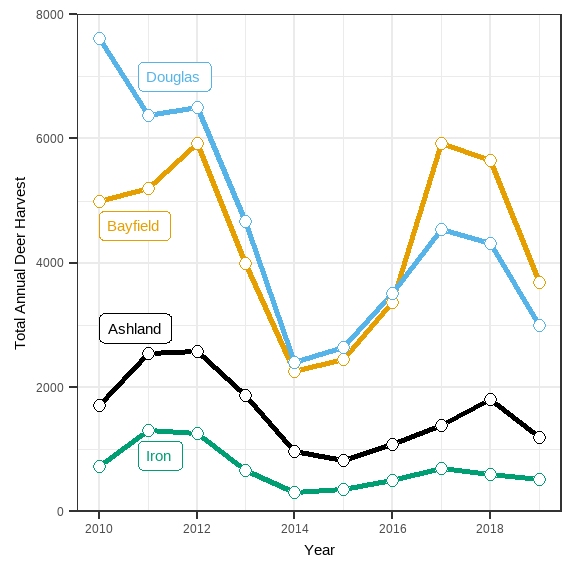 8000
6000
4000
2000
0
Total Annual Deer Harvest
Douglas
Bayfield
Ashland
Iron
2010
2012
2014
2016
2018
Year